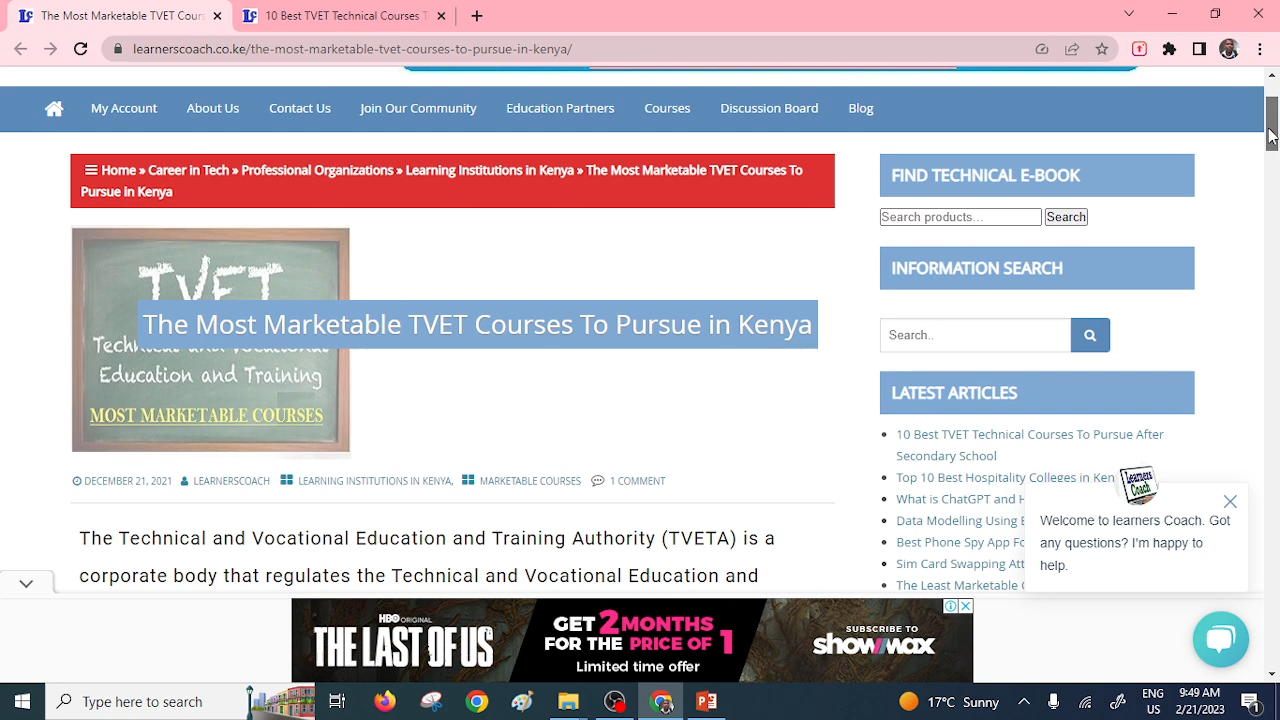 The Most Marketable TVET Cours
10 Best TVET Technical Courses T
learnerscoach.co.ke/the-most-marketable-tvet-courses-to-pursue-in-kenya/
My Account About Us Contact Us Join Our Community Education Partners Courses Discussion Board Blog
Home » Career in Tech » Professional Organizations » Learning Institutions in Kenya » The Most Marketable TVET Courses To
Pursue in Kenya
TVET
Technical and Vocational
Education and Training
MOST MARKETABLE COURSES
The Most Marketable TVET Courses To Pursue in Kenya
DECEMBER 21, 2021 LEARNERSCOACH LEARNING INSTITUTIONS IN KENYA, MARKETABLE COURSES 1 COMMENT
The Technical and Vocational Education and Training Authority (TVETA) is a
corporate body that regulates the Technical and Vocational Education and
FIND TECHNICAL E-BOOK
Search products… Search
INFORMATION SEARCH
Search..
LATEST ARTICLES
10 Best TVET Technical Courses To Pursue After
Secondary School
Top 10 Best Hospitality Colleges in Ken
What is ChatGPT and H
Data Modelling Using
Best Phone Spy App Fo
Sim Card Swapping Att
The Least Marketable
Learners
Coach
Welcome to learners Coach. Got
any questions? I'm happy to
help.
HBO ORIGINAL
THE LAST OF US
GET 2 MONTHS
FOR THE PRICE OF 1
Limited time offer
SUBSCRIBE TO
showmax
Type here to search
17°C Sunny
ENG
US
9:49 AM
2/21/2023
1